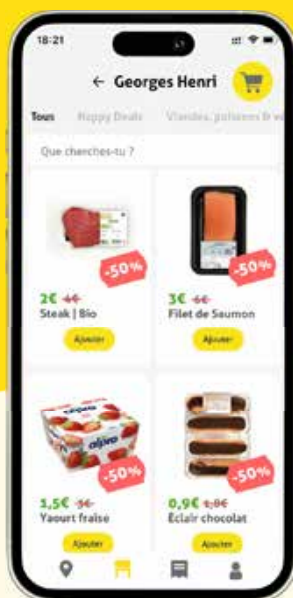 18:21
← Georges Henri
Tous Happy Deals Viandes, poissons & v
Que cherches-tu ?
-50%
-50%
2€ 4€
3€ 6€
Steak | Bio
Filet de Saumon
Ajouter
Ajouter
alpro
alpro
-50%
-50%
1,5€ 3€
0,9€ 1,8€
Yaourt fraise
Éclair chocolat
Ajouter
Ajouter